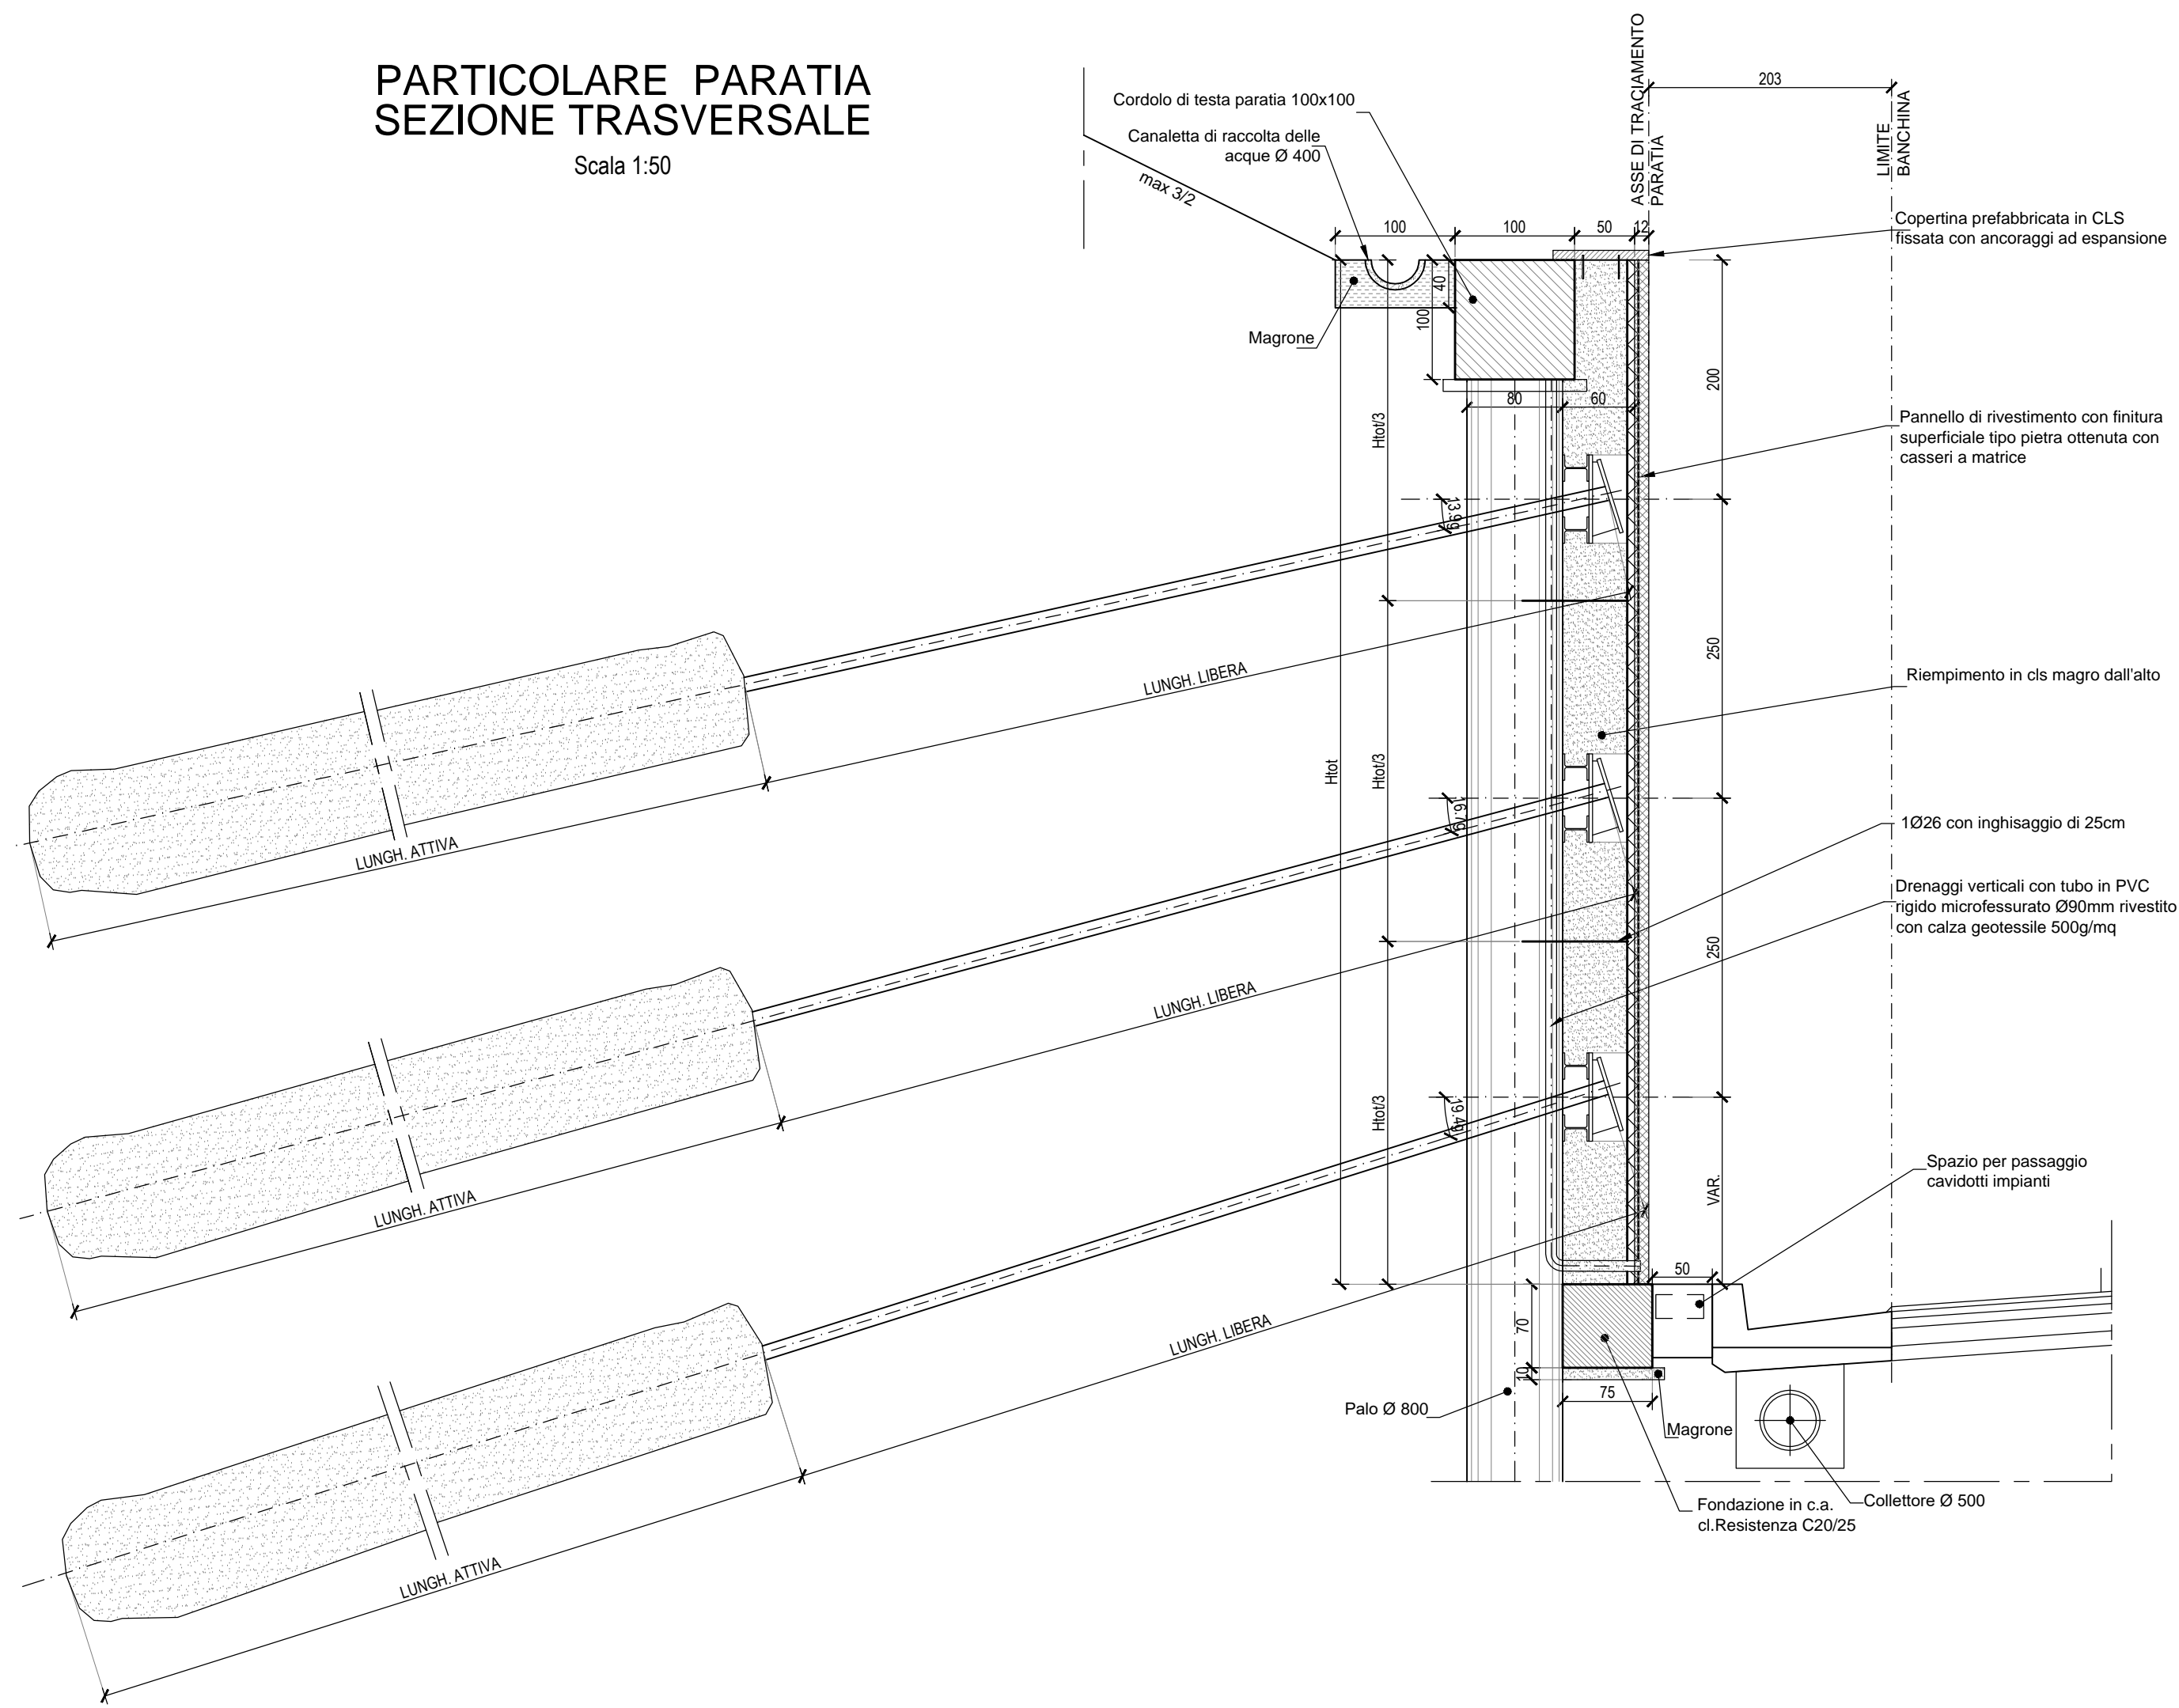 PARTICOLARE PARATIA
SEZIONE TRASVERSALE
Scala 1:50
ASSE DI TRACIAMENTO
PARATIA
203
LIMITE
BANCHINA
Cordolo di testa paratia 100x100
Canaletta di raccolta delle
acque Ø 400
max 3/2
100
100
50
12
Copertina prefabbricata in CLS
fissata con ancoraggi ad espansione
40
100
Magrone
80
60
200
Htot/3
Pannello di rivestimento con finitura
superficiale tipo pietra ottenuta con
casseri a matrice
13.9g
250
LUNGH. LIBERA
Riempimento in cls magro dall'alto
Htot
Htot/3
16.7g
LUNGH. ATTIVA
1Ø26 con inghisaggio di 25cm
Drenaggi verticali con tubo in PVC
rigido microfessurato Ø90mm rivestito
con calza geotessile 500g/mq
250
LUNGH. LIBERA
Htot/3
19.4g
LUNGH. ATTIVA
Spazio per passaggio
cavidotti impianti
VAR.
50
LUNGH. LIBERA
70
10
75
Palo Ø 800
Magrone
Fondazione in c.a.
cl.Resistenza C20/25
Collettore Ø 500
LUNGH. ATTIVA